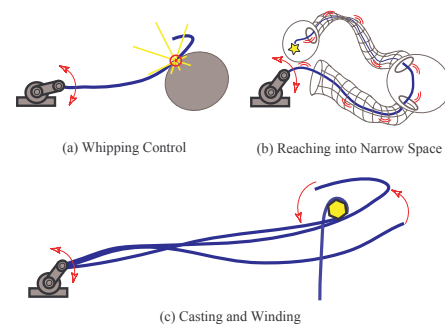 (a) Whipping Control
(b) Reaching into Narrow Space
(c) Casting and Winding